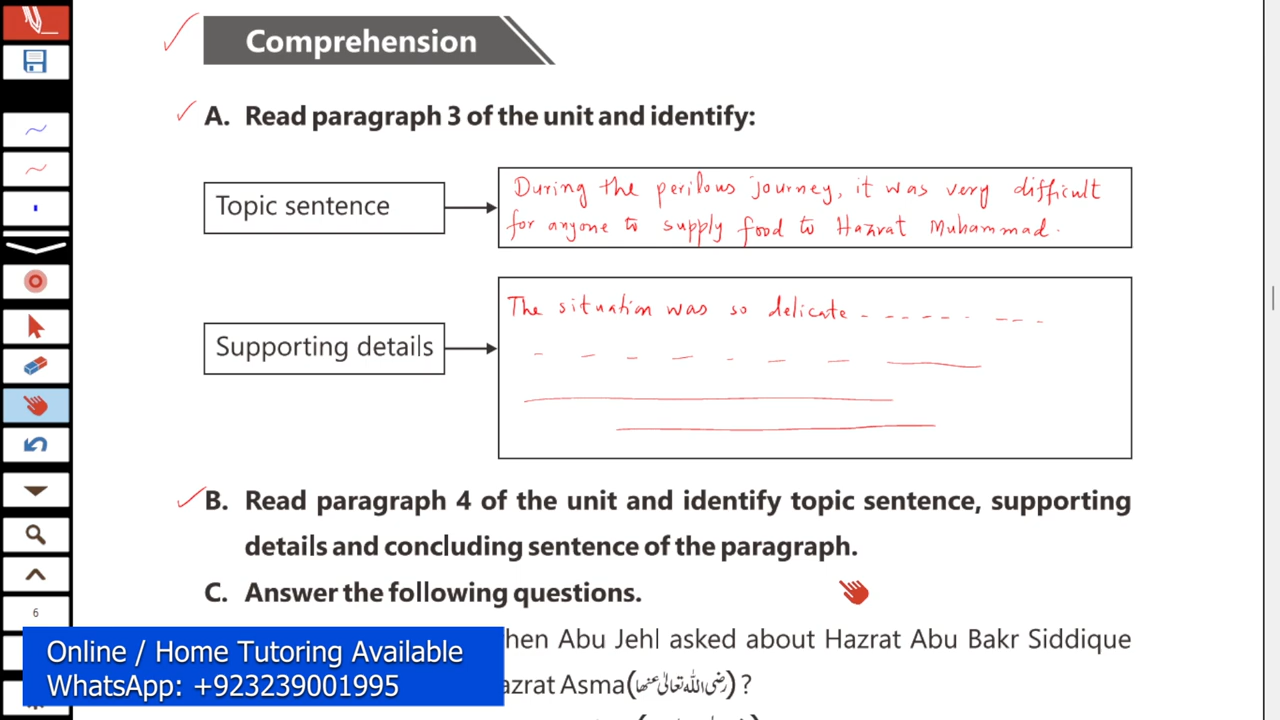 Comprehension
A. Read paragraph 3 of the unit and identify:
Topic sentence
During the perilous journey, it was very difficult
for anyone to supply food to Hazrat Muhammad.
Supporting details
The situation was so delicate
B. Read paragraph 4 of the unit and identify topic sentence, supporting
details and concluding sentence of the paragraph.
C. Answer the following questions.
hen Abu Jehl asked about Hazrat Abu Bakr Siddique
azrat Asma (رضی اللہ تعالیٰ عنھا) ?
6
Online / Home Tutoring Available
WhatsApp: +923239001995